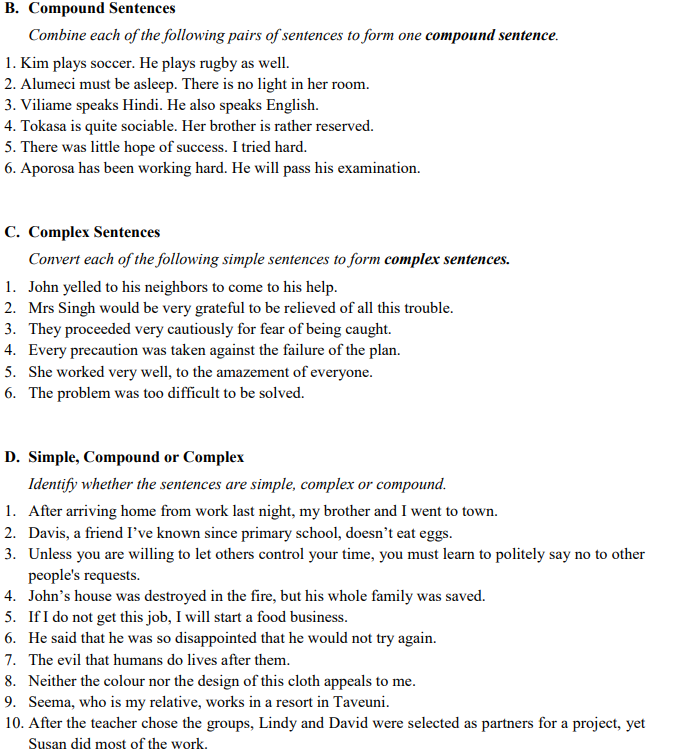 B. Compound Sentences
Combine each of the following pairs of sentences to form one compound sentence.
1. Kim plays soccer. He plays rugby as well.
2. Alumeci must be asleep. There is no light in her room.
3. Viliame speaks Hindi. He also speaks English.
4. Tokasa is quite sociable. Her brother is rather reserved.
5. There was little hope of success. I tried hard.
6. Aporosa has been working hard. He will pass his examination.
C. Complex Sentences
Convert each of the following simple sentences to form complex sentences.
1. John yelled to his neighbors to come to his help.
2. Mrs Singh would be very grateful to be relieved of all this trouble.
3. They proceeded very cautiously for fear of being caught.
4. Every precaution was taken against the failure of the plan.
5. She worked very well, to the amazement of everyone.
6. The problem was too difficult to be solved.
D. Simple, Compound or Complex
Identify whether the sentences are simple, complex or compound.
1. After arriving home from work last night, my brother and I went to town.
2. Davis, a friend I’ve known since primary school, doesn’t eat eggs.
3. Unless you are willing to let others control your time, you must learn to politely say no to other
people's requests.
4. John’s house was destroyed in the fire, but his whole family was saved.
5. If I do not get this job, I will start a food business.
6. He said that he was so disappointed that he would not try again.
7. The evil that humans do lives after them.
8. Neither the colour nor the design of this cloth appeals to me.
9. Seema, who is my relative, works in a resort in Taveuni.
10. After the teacher chose the groups, Lindy and David were selected as partners for a project, yet
Susan did most of the work.